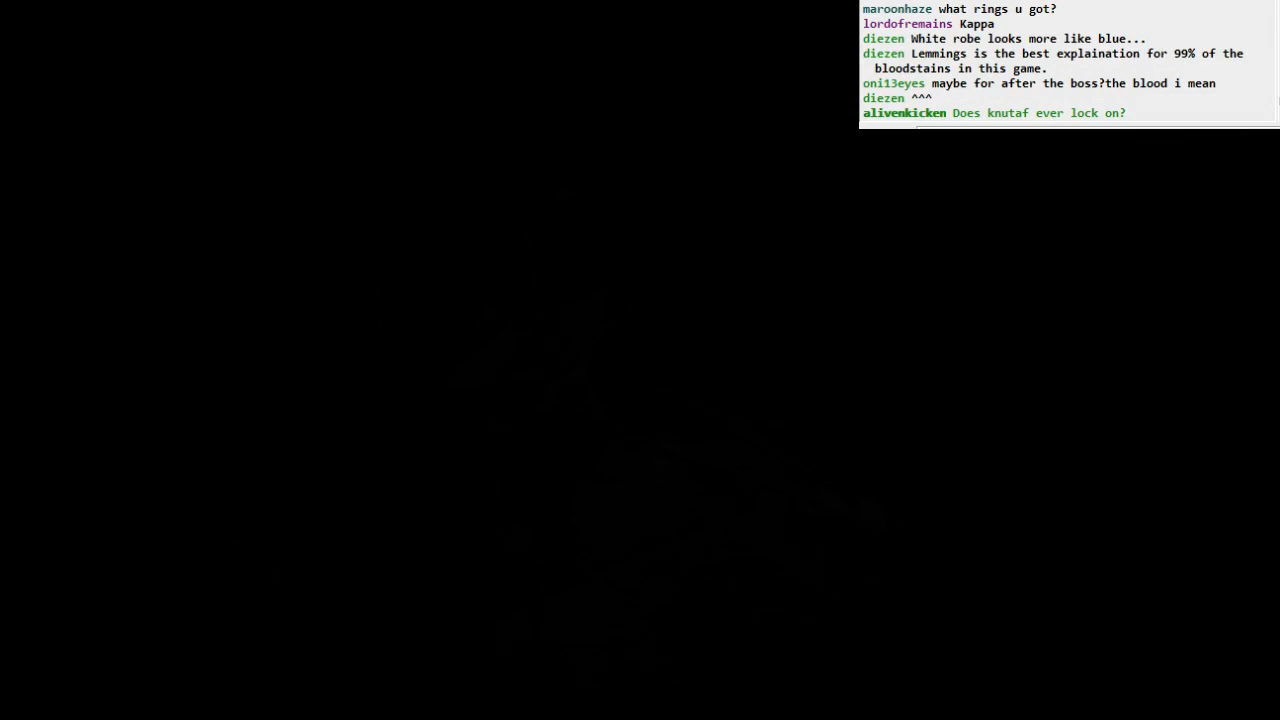 maroonhaze what rings u got?
lordofremains Kappa
diezen White robe looks more like blue...
diezen Lemmings is the best explaination for 99% of the
bloodstains in this game.
oni13eyes maybe for after the boss?the blood i mean
diezen ^^^
alivenkicken Does knutaf ever lock on?